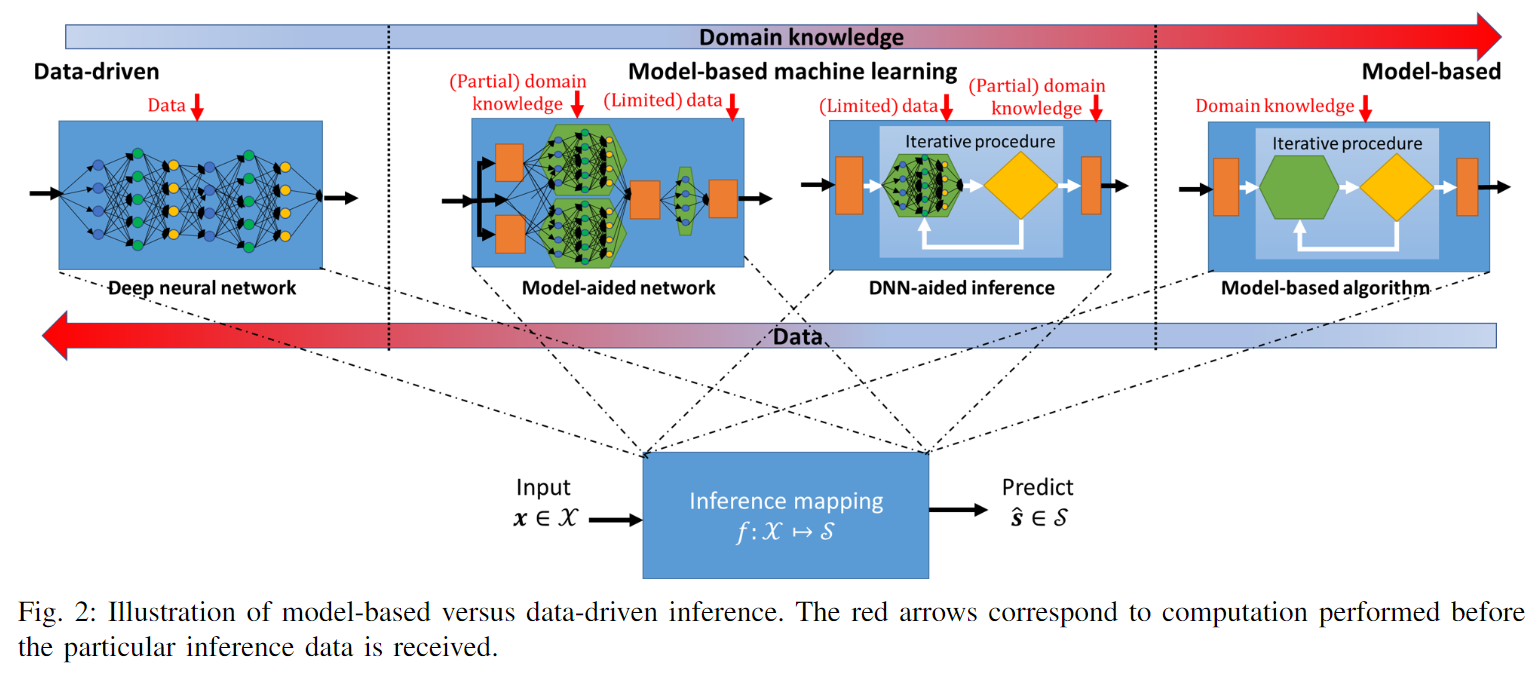 Domain knowledge
Data-driven
Model-based machine learning
Model-based
Data
(Partial) domain
knowledge
(Limited) data
(Limited) data
(Partial) domain
knowledge
Domain knowledge
Iterative procedure
Iterative procedure
Deep neural network
Model-aided network
DNN-aided inference
Model-based algorithm
Data
Input
𝒙 ∈ 𝒳
Inference mapping
𝑓: 𝒳 ↦ 𝒮
Predict
𝒔̂ ∈ 𝒮
Fig. 2: Illustration of model-based versus data-driven inference. The red arrows correspond to computation performed before
the particular inference data is received.